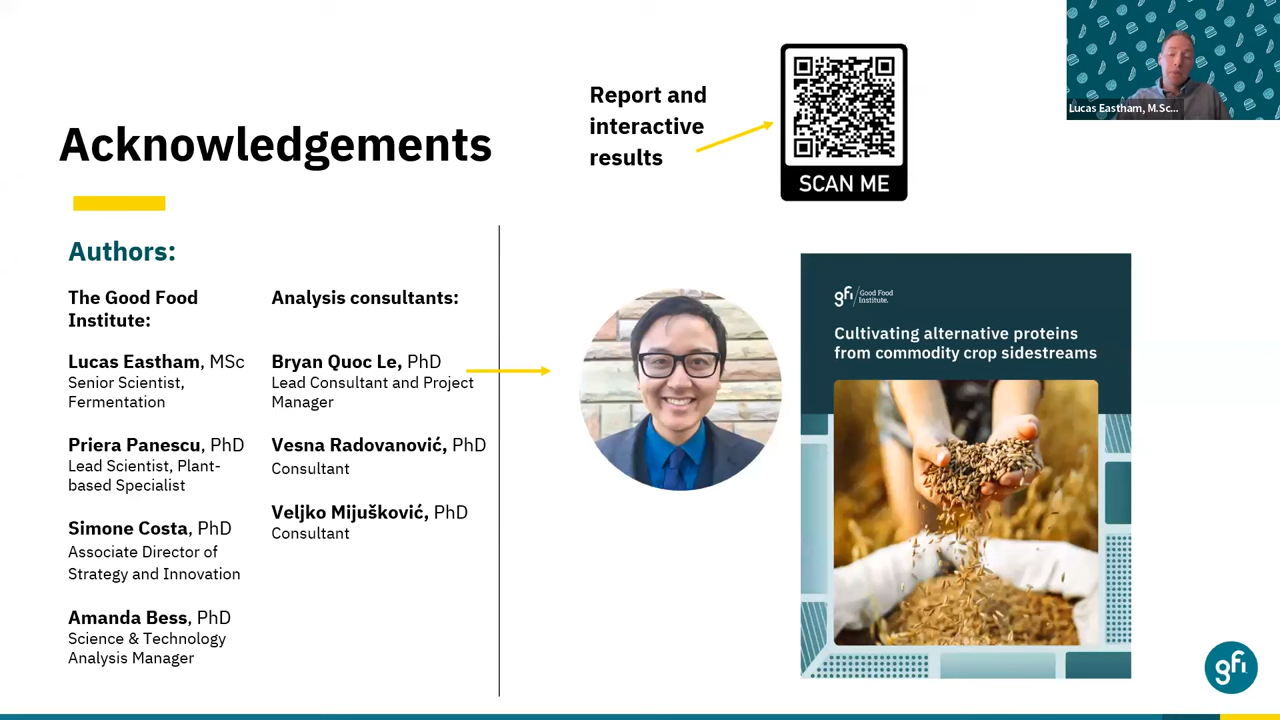 Acknowledgements
Report and
interactive
results
SCAN ME
Lucas Eastham, M.Sc...
Authors:
The Good Food
Institute:
Lucas Eastham, MSc
Senior Scientist,
Fermentation
Priera Panescu, PhD
Lead Scientist, Plant-
based Specialist
Simone Costa, PhD
Associate Director of
Strategy and Innovation
Amanda Bess, PhD
Science & Technology
Analysis Manager
Analysis consultants:
Bryan Quoc Le, PhD
Lead Consultant and Project
Manager
Vesna Radovanović, PhD
Consultant
Veljko Mijušković, PhD
Consultant
gfi / Good Food
Institute.
Cultivating alternative proteins
from commodity crop sidestreams
gfi